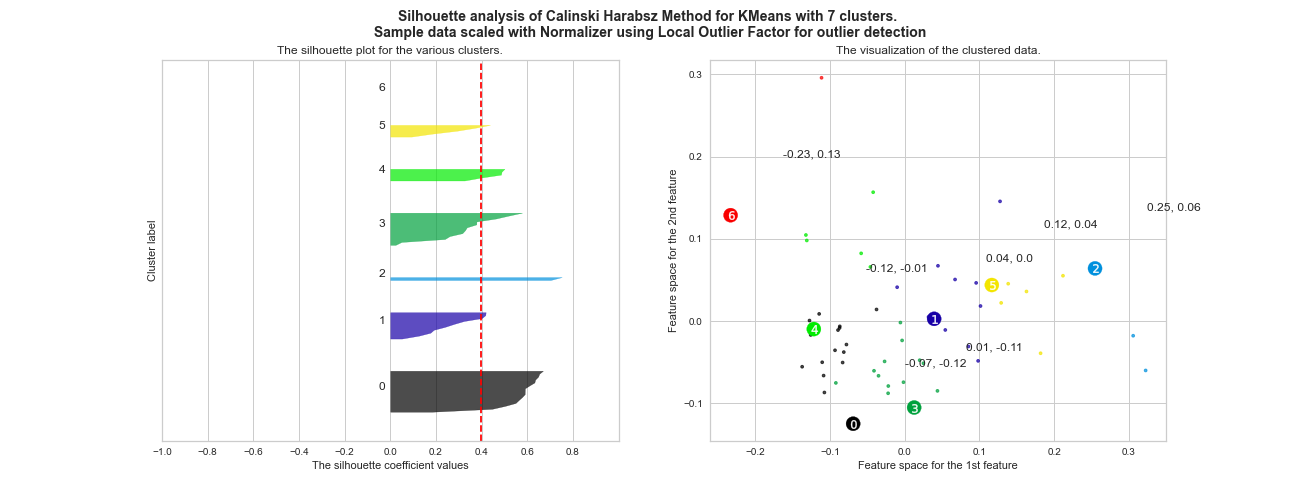 Silhouette analysis of Calinski Harabsz Method for KMeans with 7 clusters.
Sample data scaled with Normalizer using Local Outlier Factor for outlier detection
The silhouette plot for the various clusters.
Cluster label
6
5
4
3
2
1
0
−1.0 −0.8 −0.6 −0.4 −0.2 0.0 0.2 0.4 0.6 0.8
The silhouette coefficient values
The visualization of the clustered data.
Feature space for the 2nd feature
0.3
0.2
0.1
0.0
−0.1
-0.23, 0.13
0.25, 0.06
0.12, 0.04
0.04, 0.0
-0.12, -0.01
0.01, -0.11
-0.07, -0.12
6
2
5
1
4
3
0
−0.2 −0.1 0.0 0.1 0.2 0.3
Feature space for the 1st feature